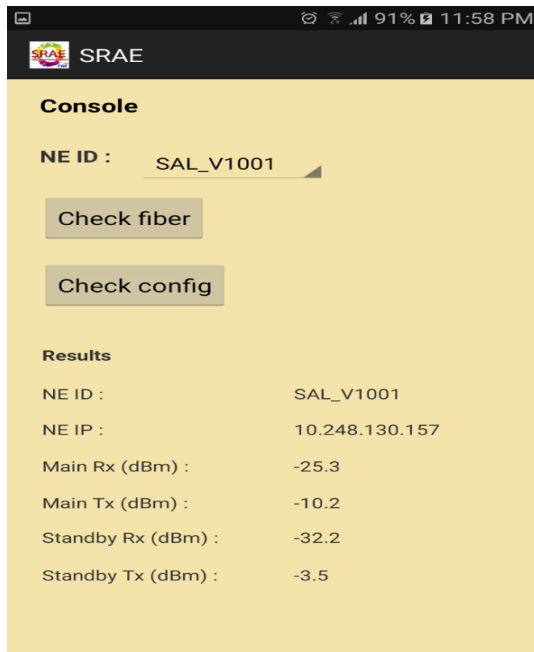 91% 11:58 PM
SRAE SRAE
Console
NE ID : SAL_V1001
Check fiber
Check config
Results
NE ID : SAL_V1001
NE IP : 10.248.130.157
Main Rx (dBm) : -25.3
Main Tx (dBm) : -10.2
Standby Rx (dBm) : -32.2
Standby Tx (dBm) : -3.5